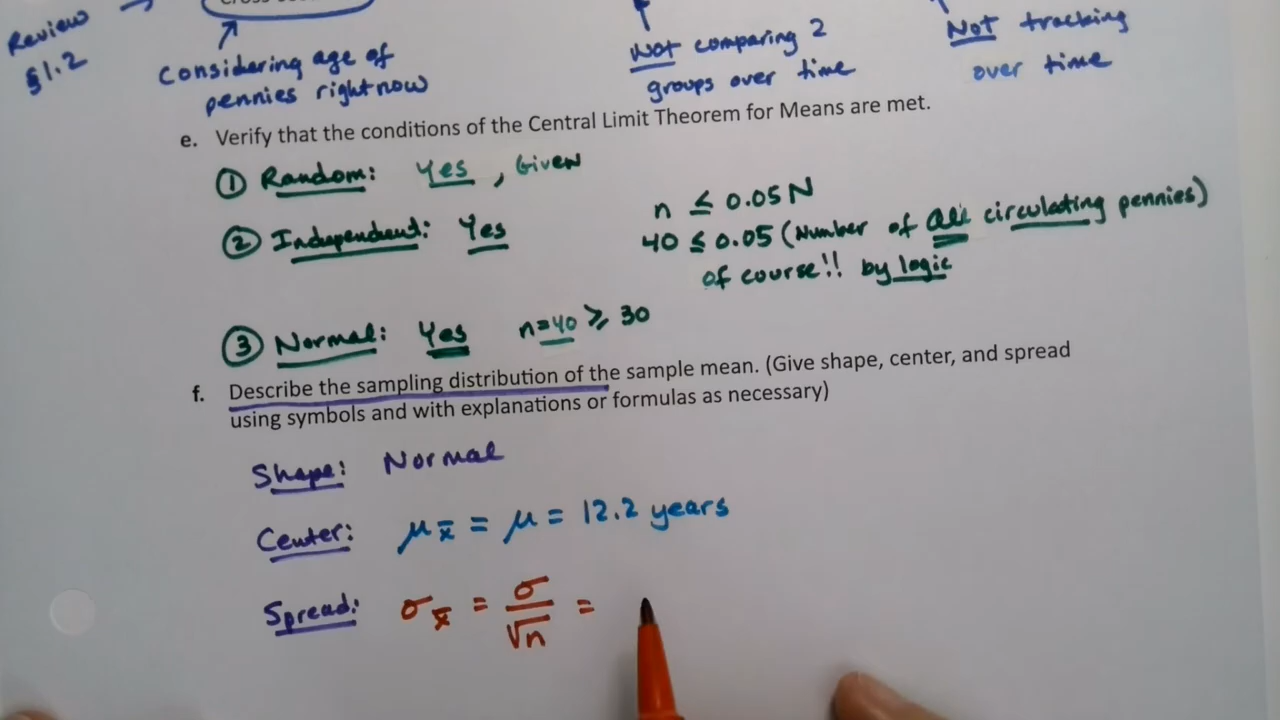 Review
§1.2
Considering age of
pennies right now
Not comparing 2
groups over time
Not tracking
over time
e. Verify that the conditions of the Central Limit Theorem for Means are met.
① Random: Yes, Given
② Independent: Yes
n ≤ 0.05 N
40 ≤ 0.05 (Number of all circulating pennies)
of course!! by logic
③ Normal: Yes n=40 ≥ 30
f. Describe the sampling distribution of the sample mean. (Give shape, center, and spread
using symbols and with explanations or formulas as necessary)
Shape: Normal
Center: μx̄ = μ = 12.2 years
Spread: σx̄ = σ/√n =